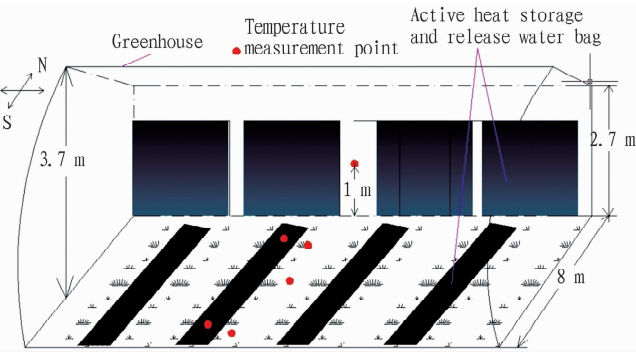 Greenhouse
Temperature
measurement point
Active heat storage
and release water bag
N
S
3.7 m
2.7 m
1 m
8 m